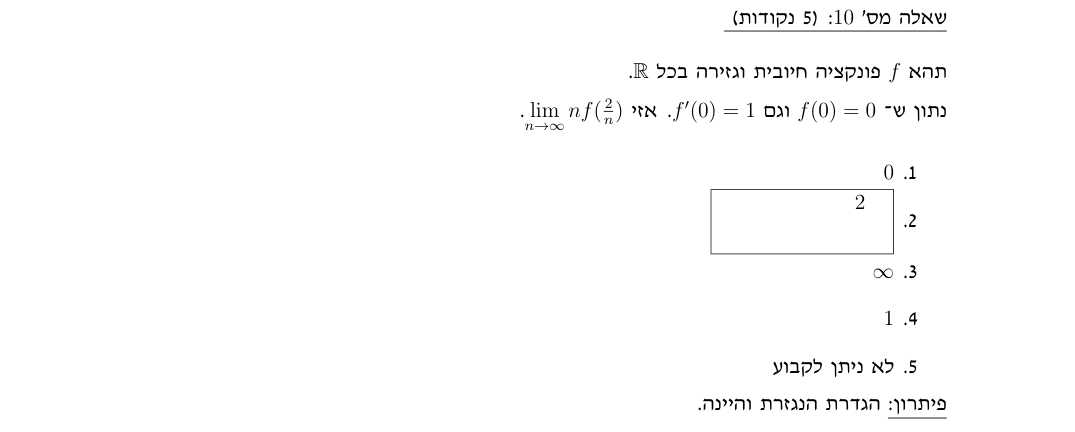 שאלה מס' 10: (5 נקודות)
תהא f פונקציה חיובית וגזירה בכל ℝ.
נתון ש־ f(0) = 0 וגם f′(0) = 1. אזי lim n→∞ nf(2/n).
1. 0
2. 2
3. ∞
4. 1
5. לא ניתן לקבוע
פיתרון: הגדרת הנגזרת והיינה.